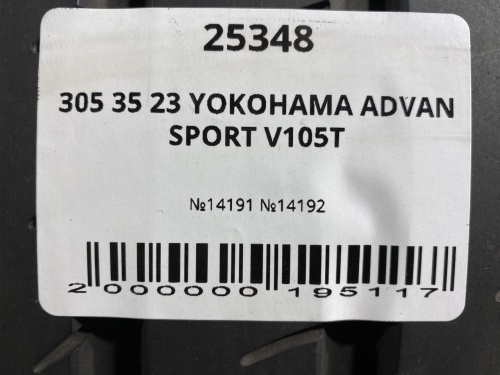 25348
305 35 23 YOKOHAMA ADVAN
SPORT V105T
№14191 №14192
2 000000 195117